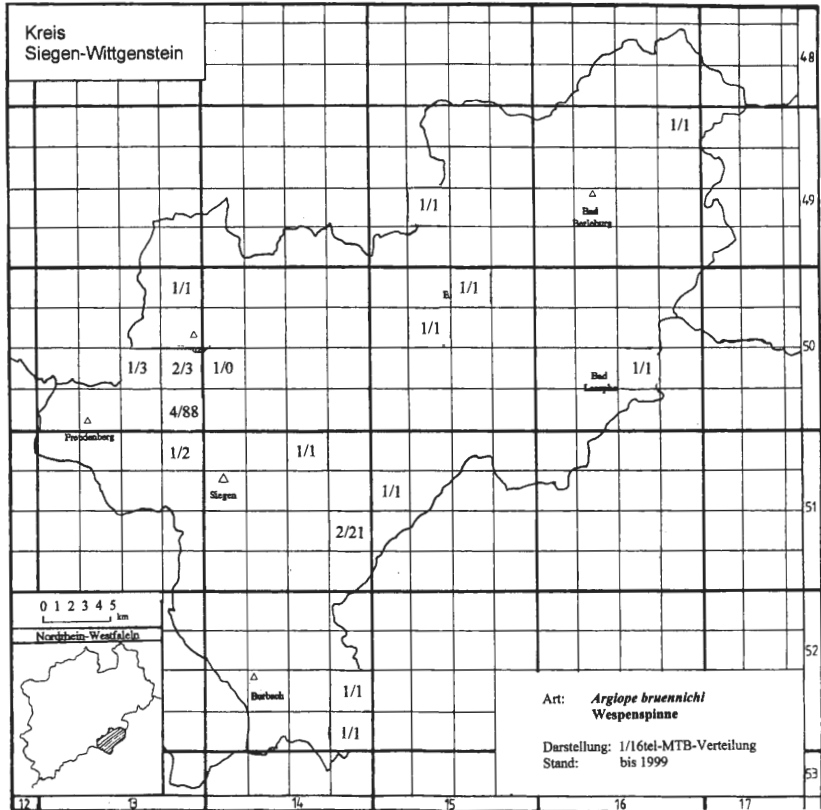 Kreis
Siegen-Wittgenstein
48
1/1
49
1/1
Bad
Berleburg
1/1
1/1
1/1
50
1/3 2/3 1/0
Bad
1/1
4/88
Freudenberg
1/2
1/1
Siegen
1/1
51
2/21
0 1 2 3 4 5
km
Nordrhein-Westfalen
52
Burbach
1/1
1/1
Art: Argiope bruennichi
Wespenspinne
Darstellung: 1/16tel-MTB-Verteilung
Stand: bis 1999
53
12 13 14 15 16 17